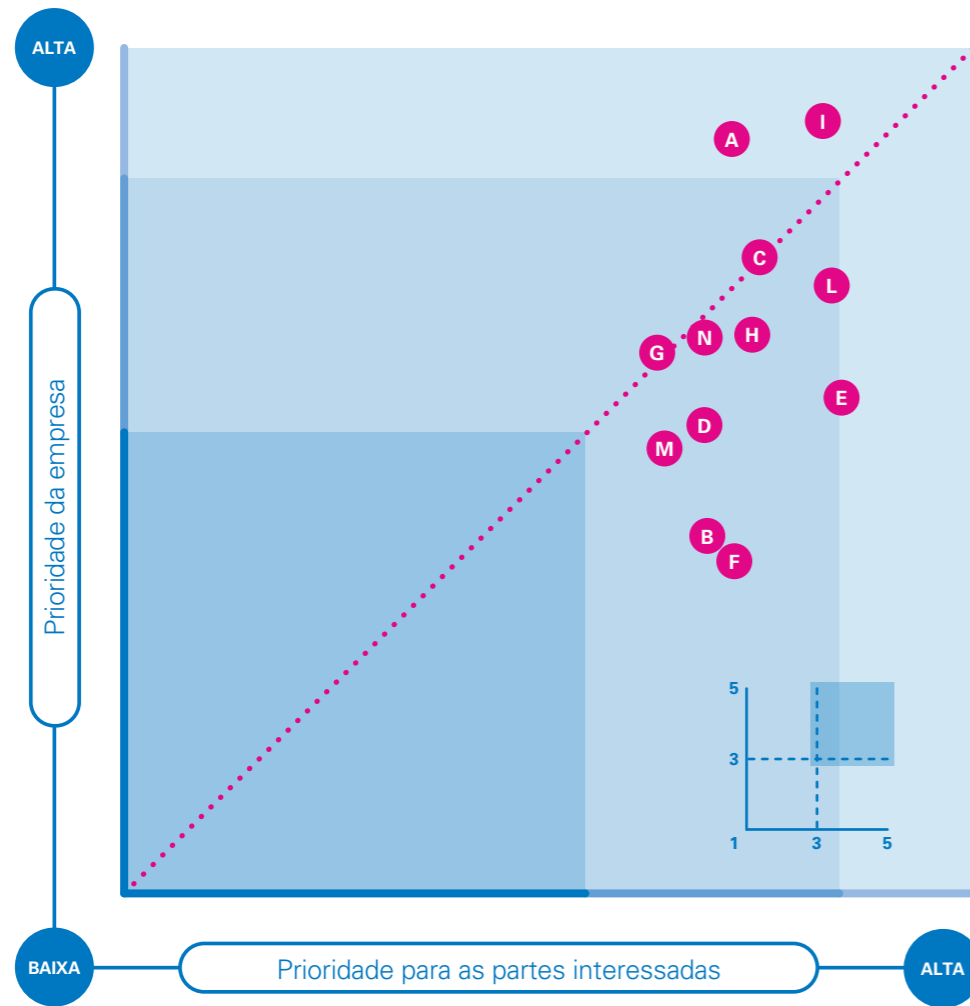 ALTA
A
I
C
L
N
H
G
E
D
M
B
F
Prioridade da empresa
5
3
1
3
5
BAIXA
Prioridade para as partes interessadas
ALTA